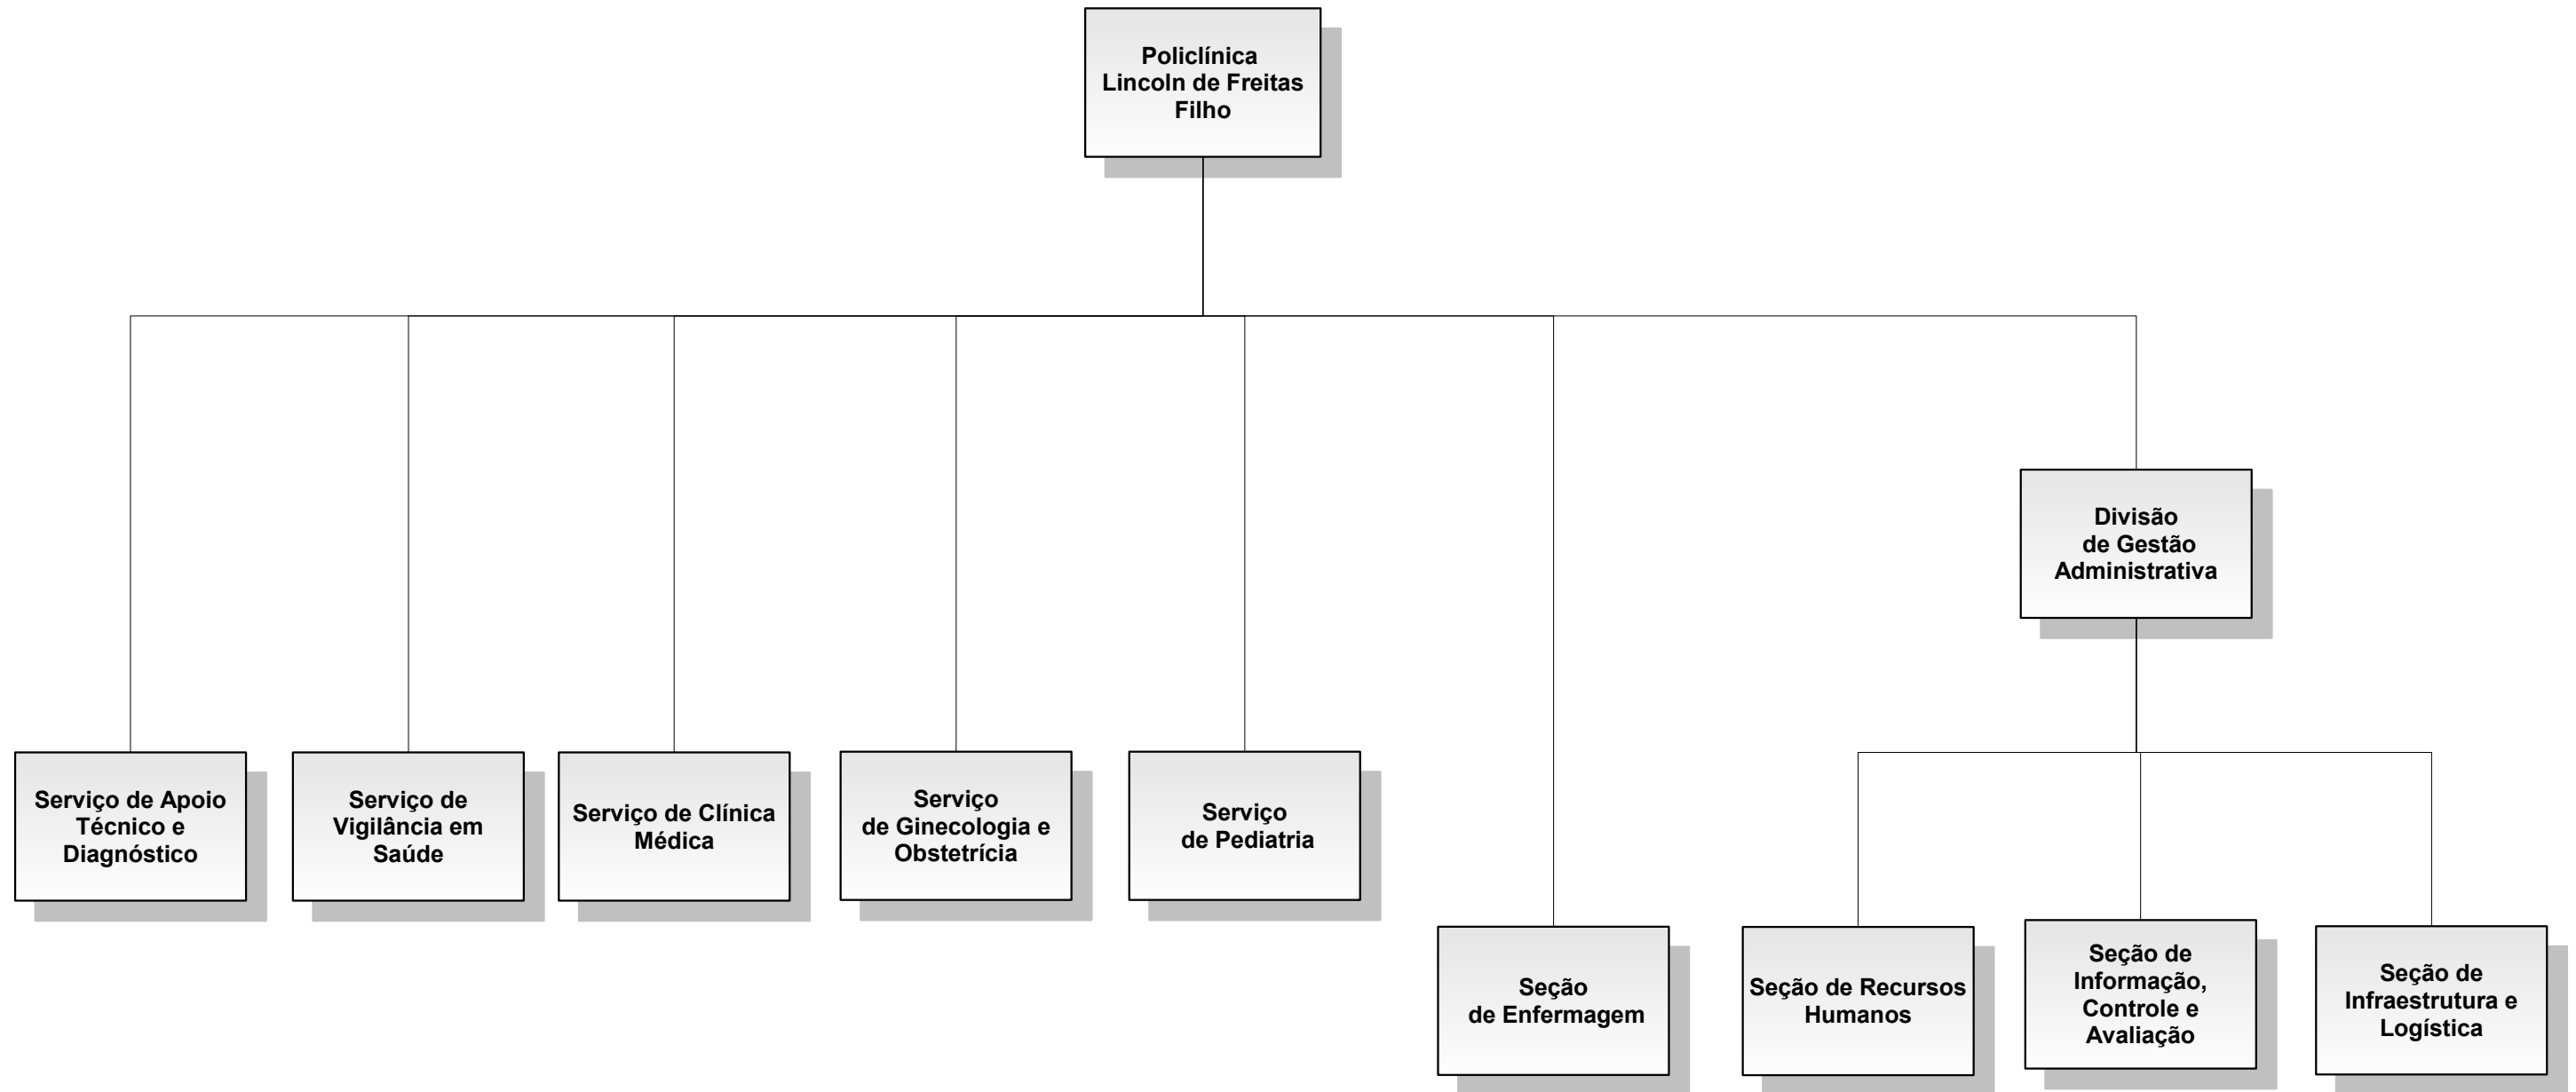 Policlínica
Lincoln de Freitas
Filho
Divisão
de Gestão
Administrativa
Serviço de Apoio
Técnico e
Diagnóstico
Serviço de
Vigilância em
Saúde
Serviço de Clínica
Médica
Serviço
de Ginecologia e
Obstetrícia
Serviço
de Pediatria
Seção
de Enfermagem
Seção de Recursos
Humanos
Seção de
Informação,
Controle e
Avaliação
Seção de
Infraestrutura e
Logística